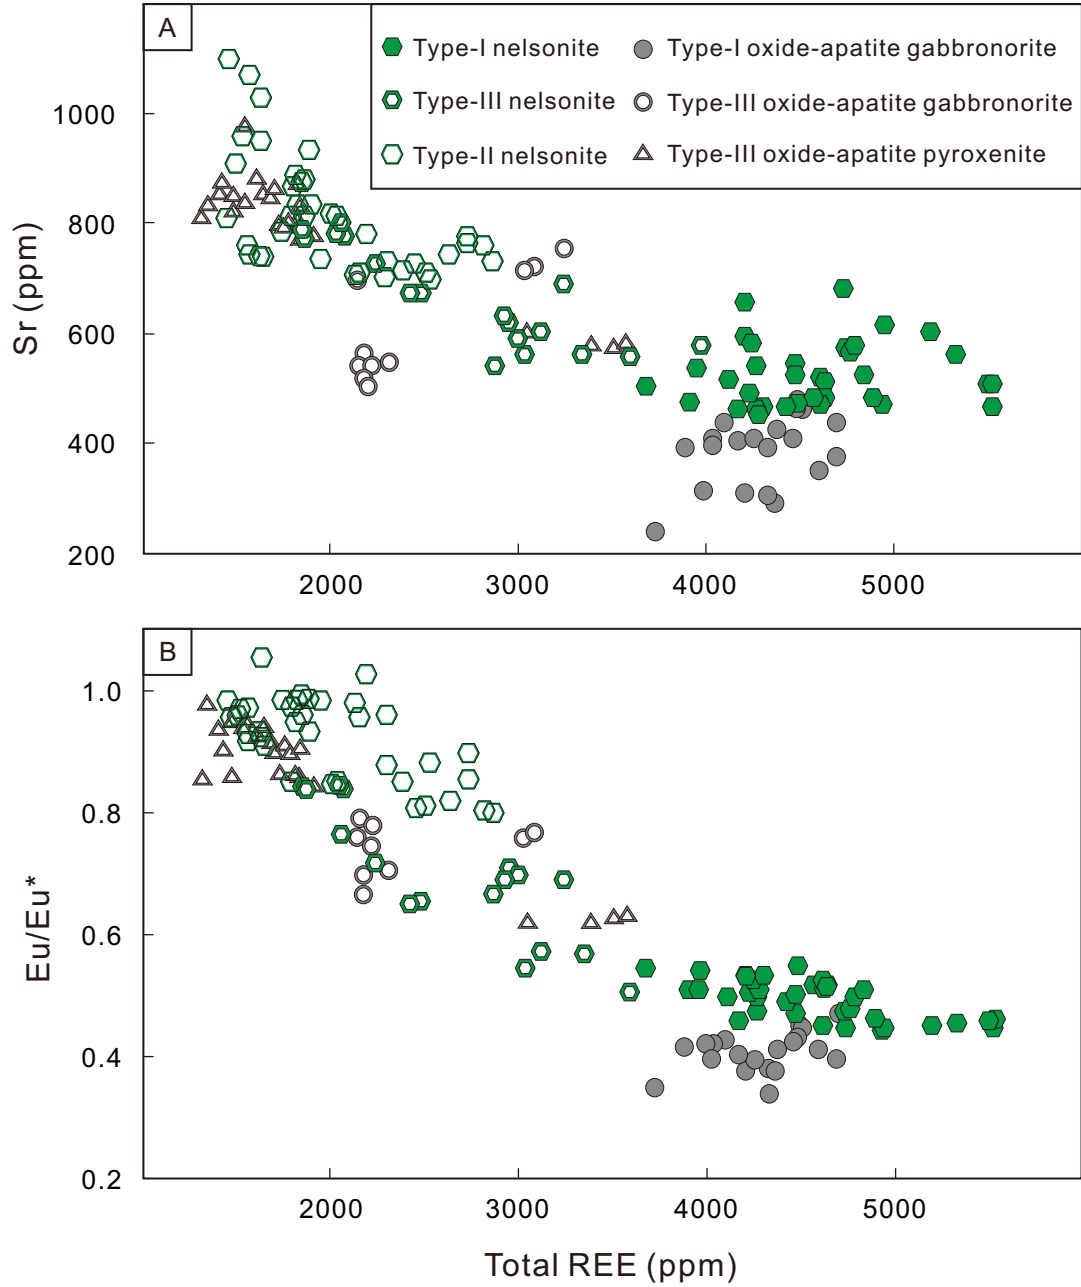 A
Type-I nelsonite
Type-I oxide-apatite gabbronorite
Type-III nelsonite
Type-III oxide-apatite gabbronorite
Type-II nelsonite
Type-III oxide-apatite pyroxenite
Sr (ppm)
1000
800
600
400
200
2000 3000 4000 5000
B
Eu/Eu*
1.0
0.8
0.6
0.4
0.2
2000 3000 4000 5000
Total REE (ppm)